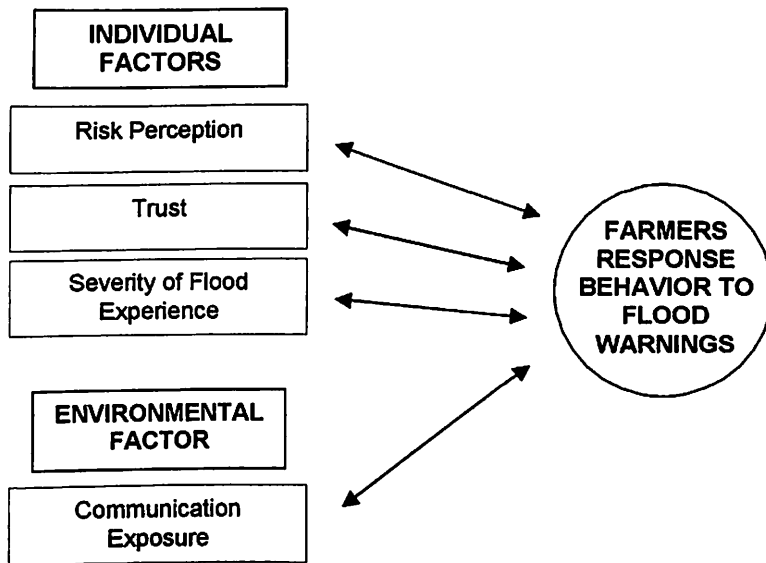 INDIVIDUAL
FACTORS
Risk Perception
Trust
Severity of Flood
Experience
ENVIRONMENTAL
FACTOR
Communication
Exposure
FARMERS
RESPONSE
BEHAVIOR TO
FLOOD
WARNINGS